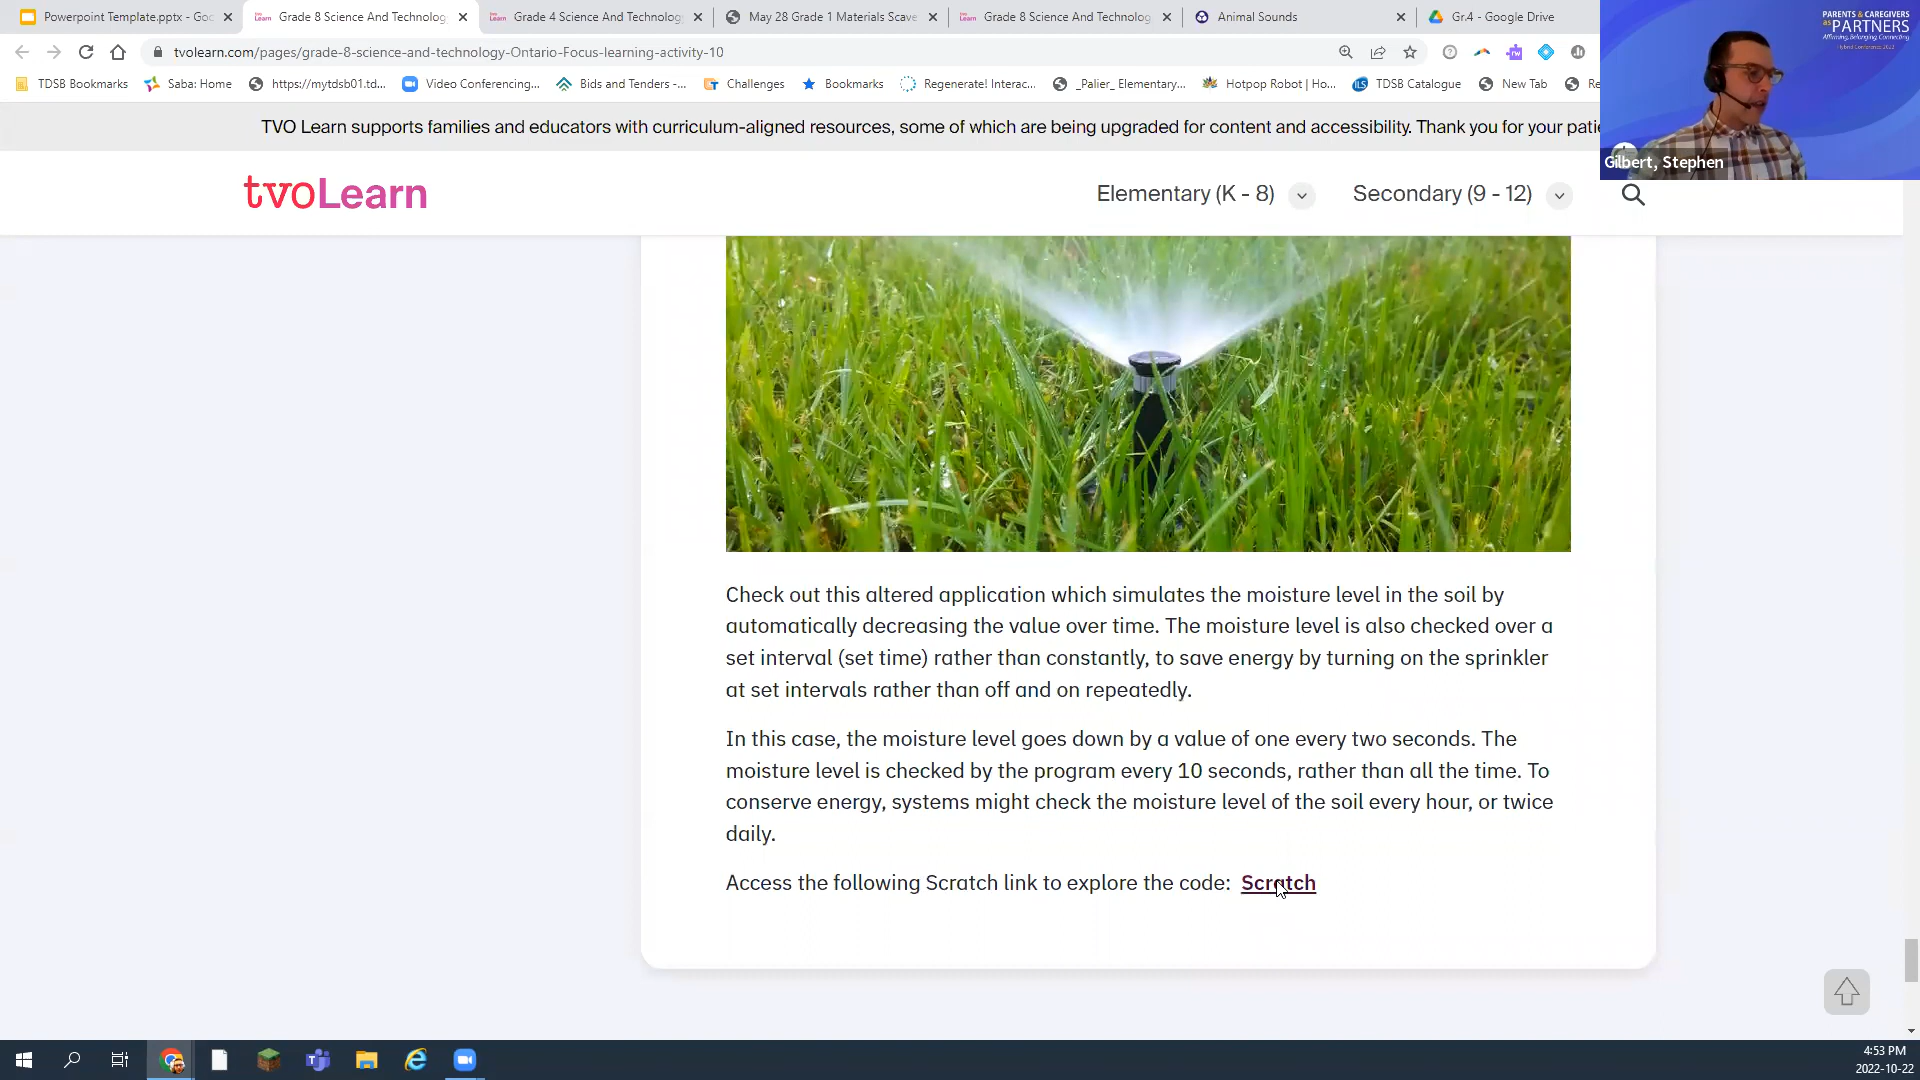 Powerpoint Template.pptx - Goo
Grade 8 Science And Technolog
Grade 4 Science And Technolog
May 28 Grade 1 Materials Scave
Grade 8 Science And Technolog
Animal Sounds
Gr.4 - Google Drive
tvolearn.com/pages/grade-8-science-and-technology-Ontario-Focus-learning-activity-10
TDSB Bookmarks
Saba: Home
https://mytdsb01.td...
Video Conferencing...
Bids and Tenders -...
Challenges
Bookmarks
Regenerate! Interac...
_Palier_ Elementary...
Hotpop Robot | Ho...
TDSB Catalogue
New Tab
Re
PARENTS & CAREGIVERS
as PARTNERS
Affirming, Belonging, Connecting
Hybrid Conference 2022
Gilbert, Stephen
TVO Learn supports families and educators with curriculum-aligned resources, some of which are being upgraded for content and accessibility. Thank you for your patie
tvoLearn
Elementary (K - 8)
Secondary (9 - 12)
Check out this altered application which simulates the moisture level in the soil by
automatically decreasing the value over time. The moisture level is also checked over a
set interval (set time) rather than constantly, to save energy by turning on the sprinkler
at set intervals rather than off and on repeatedly.
In this case, the moisture level goes down by a value of one every two seconds. The
moisture level is checked by the program every 10 seconds, rather than all the time. To
conserve energy, systems might check the moisture level of the soil every hour, or twice
daily.
Access the following Scratch link to explore the code: Scratch
4:53 PM
2022-10-22